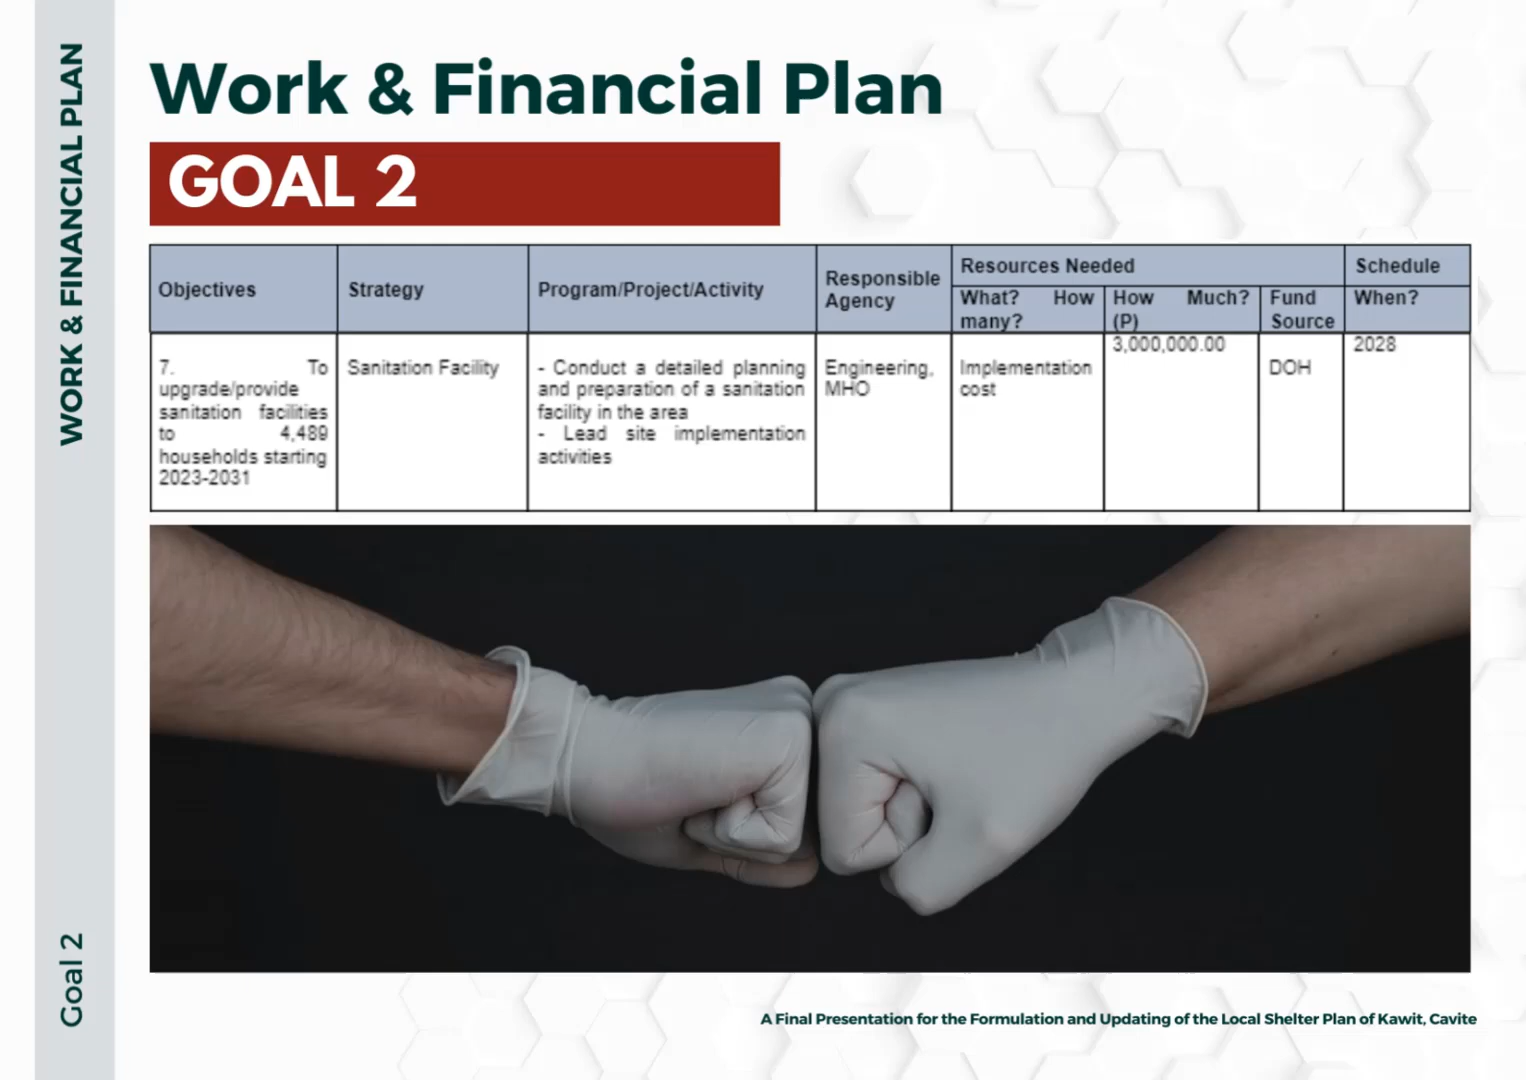 WORK & FINANCIAL PLAN
Goal 2
Work & Financial Plan
GOAL 2
Objectives
Strategy
Program/Project/Activity
Responsible
Agency
Resources Needed
What? How
many?
How Much?
(P)
Fund
Source
Schedule
When?
7. To
upgrade/provide
sanitation facilities
to 4,489
households starting
2023-2031
Sanitation Facility
- Conduct a detailed planning
and preparation of a sanitation
facility in the area
- Lead site implementation
activities
Engineering,
MHO
Implementation
cost
3,000,000.00
DOH
2028
A Final Presentation for the Formulation and Updating of the Local Shelter Plan of Kawit, Cavite